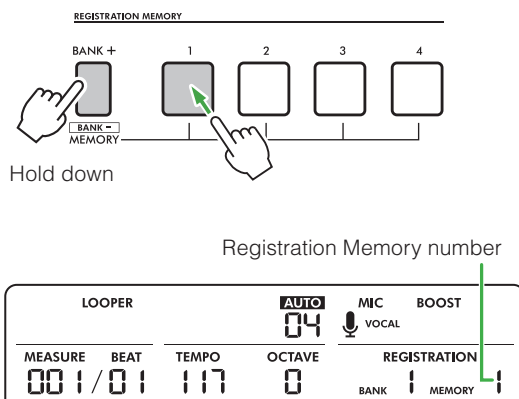 REGISTRATION MEMORY
BANK + 1 2 3 4
BANK –
MEMORY
Hold down
Registration Memory number
LOOPER AUTO MIC BOOST
04 VOCAL
MEASURE BEAT TEMPO OCTAVE REGISTRATION
001/01 117 0 BANK 1 MEMORY 1